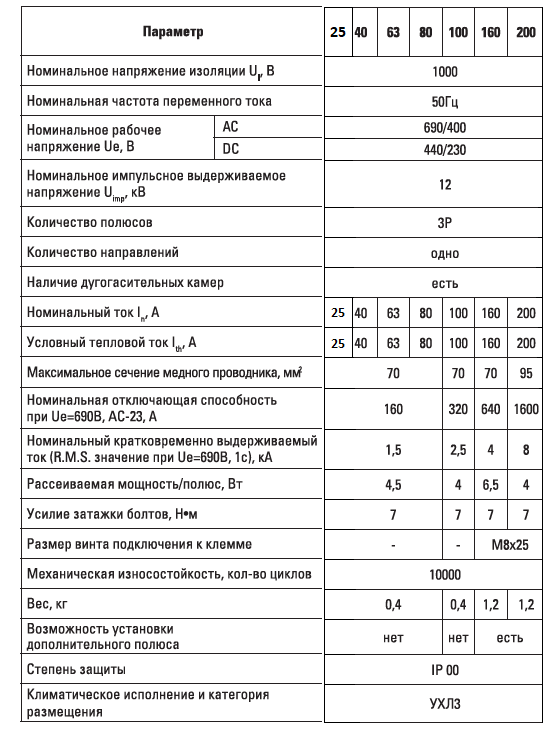 Параметр 25 40 63 80 100 160 200
Номинальное напряжение изоляции Ui, В 1000
Номинальная частота переменного тока 50Гц
Номинальное рабочее
напряжение Ue, В
AC 690/400
DC 440/230
Номинальное импульсное выдерживаемое
напряжение Uimp, кВ 12
Количество полюсов 3P
Количество направлений одно
Наличие дугогасительных камер есть
Номинальный ток In, А 25 40 63 80 100 160 200
Условный тепловой ток Ith, А 25 40 63 80 100 160 200
Максимальное сечение медного проводника, мм² 70 70 70 95
Номинальная отключающая способность
при Ue=690В, AC-23, А 160 320 640 1600
Номинальный кратковременно выдерживаемый
ток (R.M.S. значение при Ue=690В, 1с), кА 1,5 2,5 4 8
Рассеиваемая мощность/полюс, Вт 4,5 4 6,5 4
Усилие затажки болтов, Н•м 7 7 7 7
Размер винта подключения к клемме - - М8х25
Механическая износостойкость, кол-во циклов 10000
Вес, кг 0,4 0,4 1,2 1,2
Возможность установки
дополнительного полюса нет нет есть
Степень защиты IP 00
Климатическое исполнение и категория
размещения УХЛ3